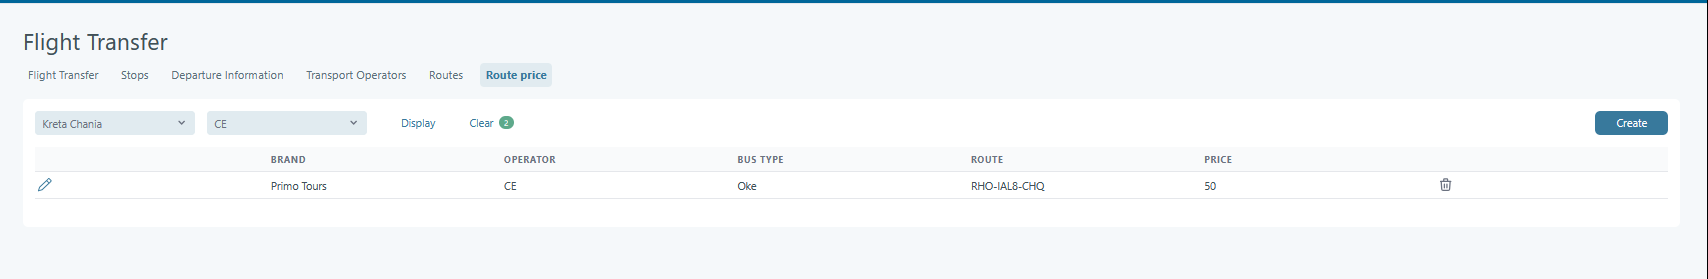 Flight Transfer
Flight Transfer Stops Departure Information Transport Operators Routes Route price
Kreta Chania CE Display Clear 2 Create
BRAND OPERATOR BUS TYPE ROUTE PRICE
Primo Tours CE Oke RHO-IAL8-CHQ 50